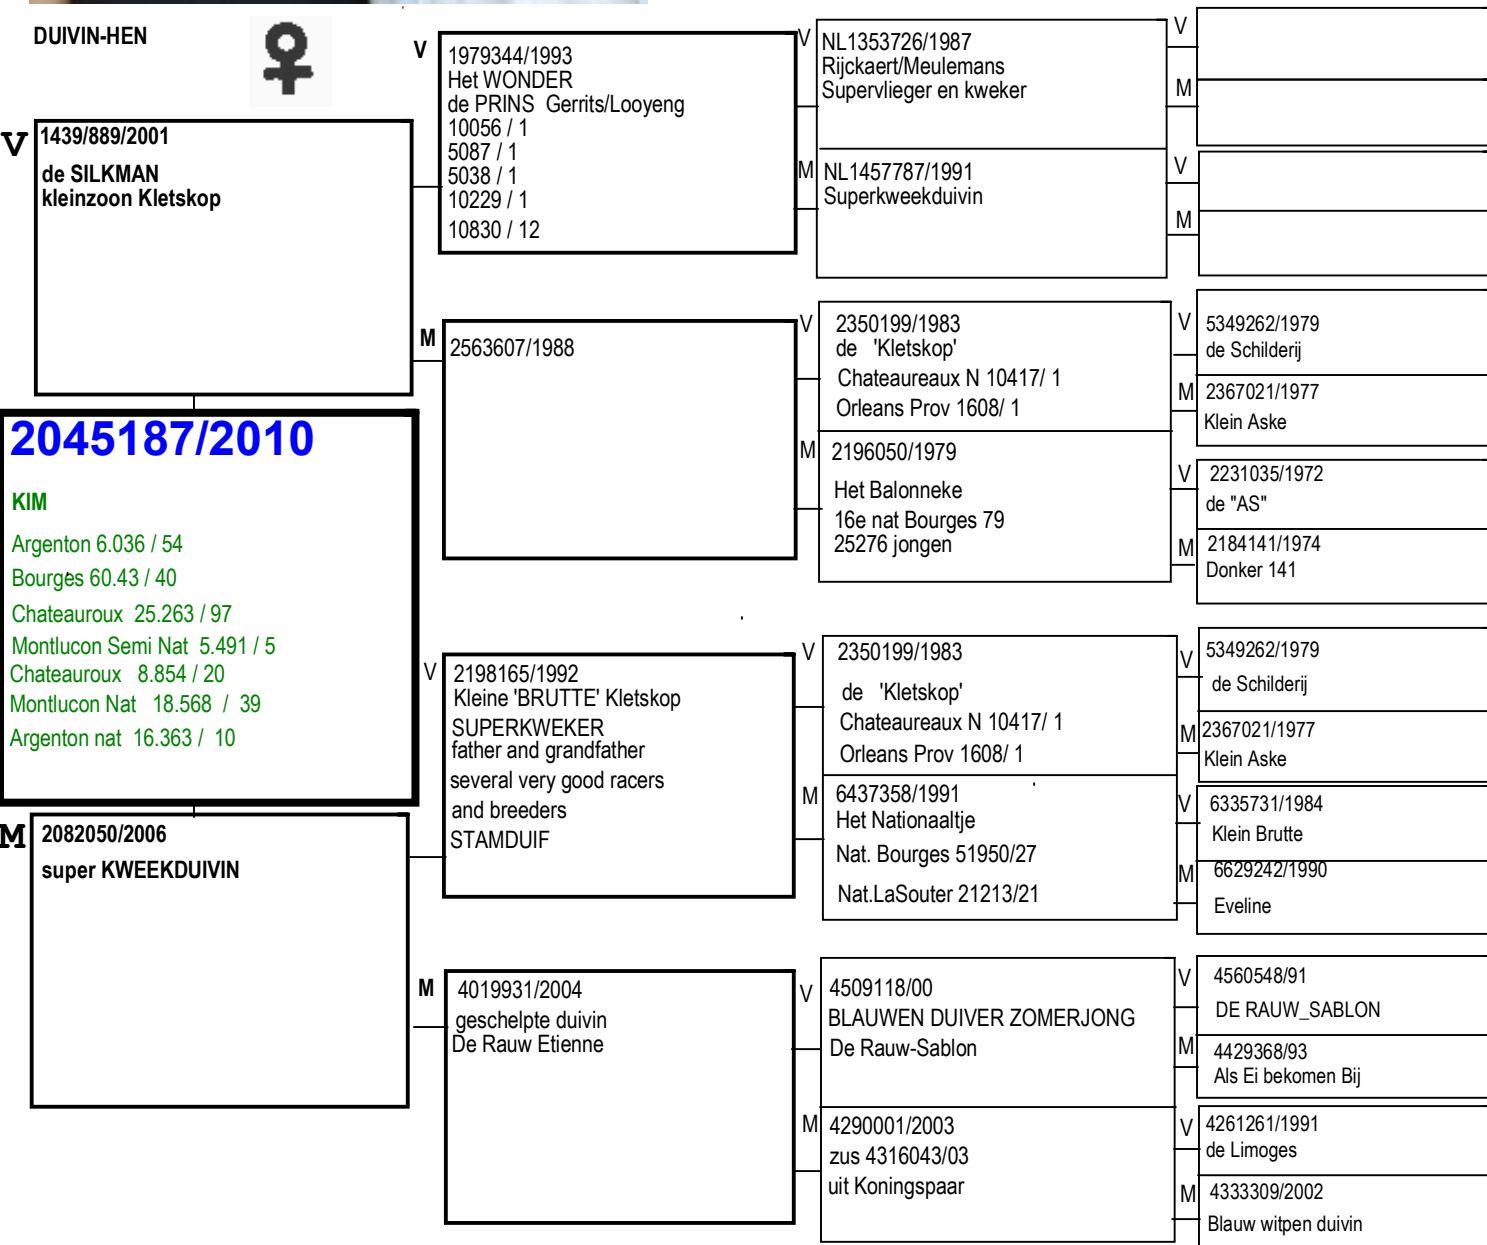 DUIVIN-HEN
V
1439/889/2001
de SILKMAN
kleinzoon Kletskop
2045187/2010
KIM
Argenton 6.036 / 54
Bourges 60.43 / 40
Chateauroux 25.263 / 97
Montlucon Semi Nat 5.491 / 5
Chateauroux 8.854 / 20
Montlucon Nat 18.568 / 39
Argenton nat 16.363 / 10
M
2082050/2006
super KWEEKDUIVIN
V
1979344/1993
Het WONDER
de PRINS Gerrits/Looyeng
10056 / 1
5087 / 1
5038 / 1
10229 / 1
10830 / 12
M
2563607/1988
V
2198165/1992
Kleine 'BRUTTE' Kletskop
SUPERKWEKER
father and grandfather
several very good racers
and breeders
STAMDUIF
M
4019931/2004
geschelpte duivin
De Rauw Etienne
V
NL1353726/1987
Rijckaert/Meulemans
Supervlieger en kweker
M
NL1457787/1991
Superkweekduivin
V
2350199/1983
de 'Kletskop'
Chateaureaux N 10417/ 1
Orleans Prov 1608/ 1
M
2196050/1979
Het Balonneke
16e nat Bourges 79
25276 jongen
V
2350199/1983
de 'Kletskop'
Chateaureaux N 10417/ 1
Orleans Prov 1608/ 1
M
6437358/1991
Het Nationaaltje
Nat. Bourges 51950/27
Nat.LaSouter 21213/21
V
4509118/00
BLAUWEN DUIVER ZOMERJONG
De Rauw-Sablon
M
4290001/2003
zus 4316043/03
uit Koningspaar
V
M
V
M
V
5349262/1979
de Schilderij
M
2367021/1977
Klein Aske
V
2231035/1972
de "AS"
M
2184141/1974
Donker 141
V
5349262/1979
de Schilderij
M
2367021/1977
Klein Aske
V
6335731/1984
Klein Brutte
M
6629242/1990
Eveline
V
4560548/91
DE RAUW_SABLON
M
4429368/93
Als Ei bekomen Bij
V
4261261/1991
de Limoges
M
4333309/2002
Blauw witpen duivin